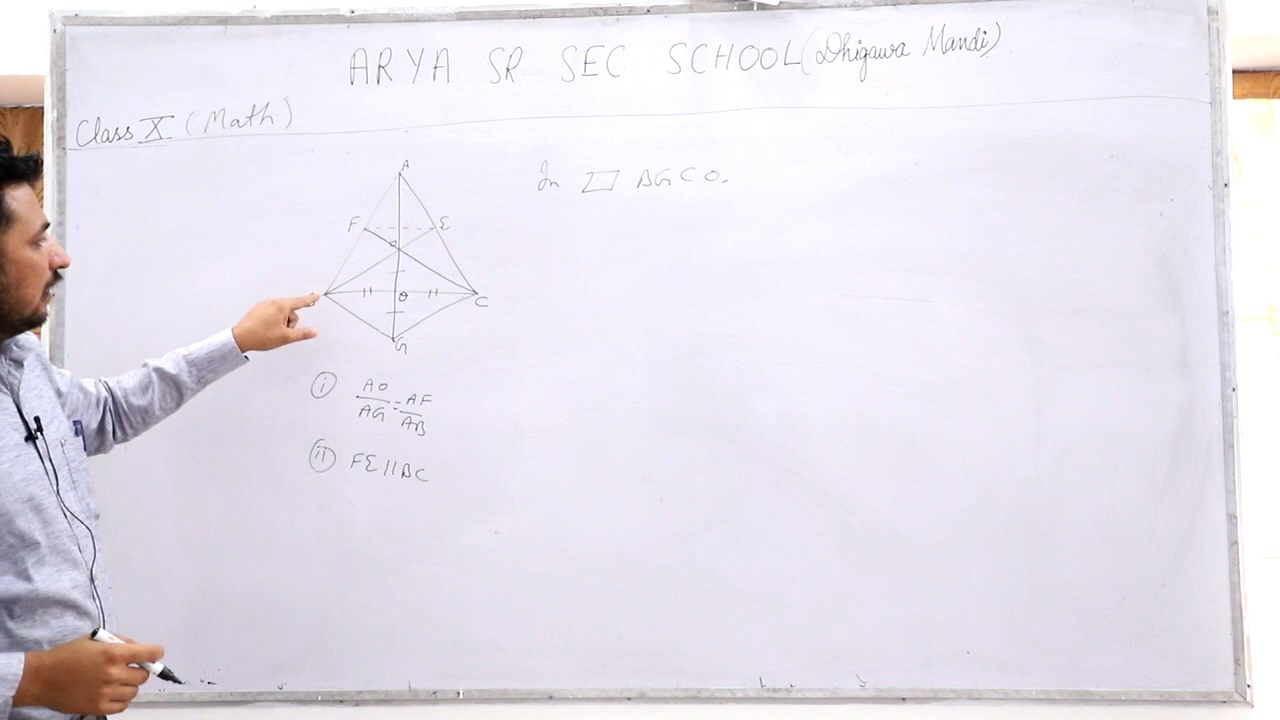 ARYA SR. SEC. SCHOOL (Dhigawa Mandi)
Class X (Math)
A
In ▱ BGCO.
F E
O
D C
G
(i) AO/AG = AF/AB
(ii) FE || BC